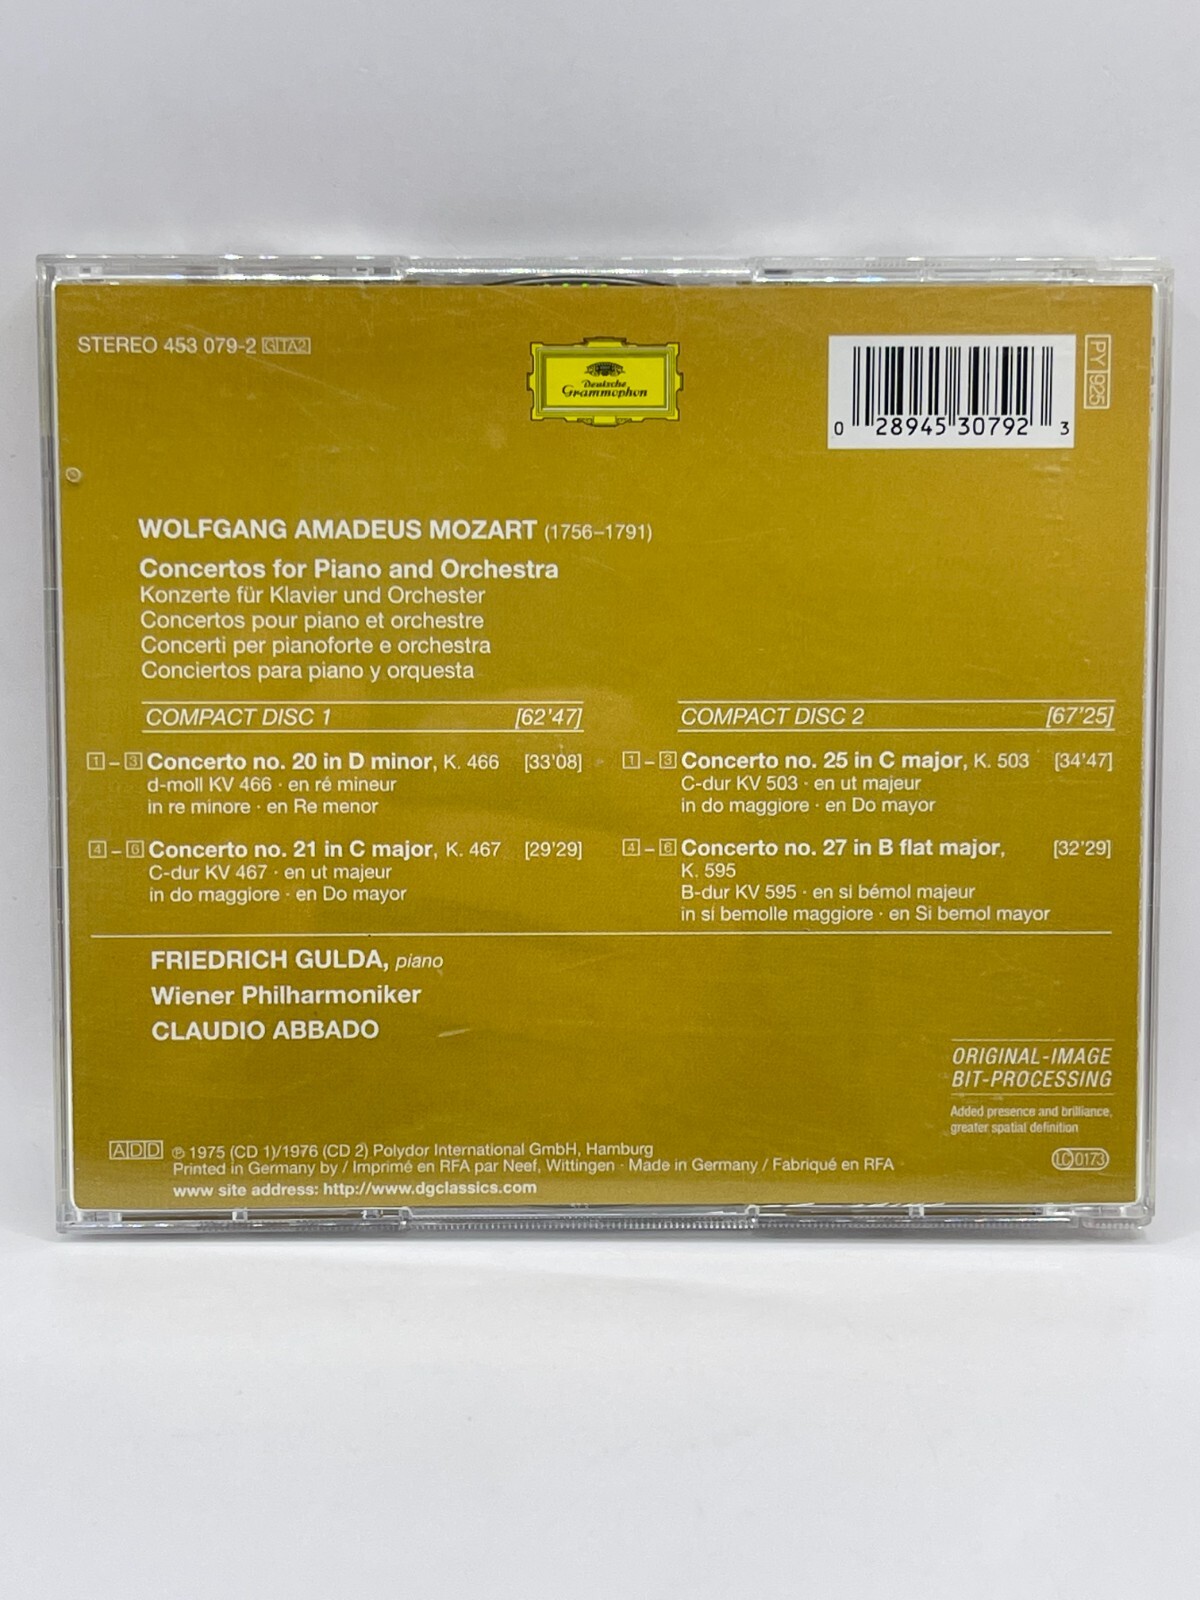 STEREO 453 079-2 GITA2
Deutsche
Grammophon
0 28945 30792 3
PY 925
WOLFGANG AMADEUS MOZART (1756–1791)
Concertos for Piano and Orchestra
Konzerte für Klavier und Orchester
Concertos pour piano et orchestre
Concerti per pianoforte e orchestra
Conciertos para piano y orquesta
COMPACT DISC 1 [62'47]
1 – 3 Concerto no. 20 in D minor, K. 466 [33'08]
d-moll KV 466 · en ré mineur
in re minore · en Re menor
4 – 6 Concerto no. 21 in C major, K. 467 [29'29]
C-dur KV 467 · en ut majeur
in do maggiore · en Do mayor
COMPACT DISC 2 [67'25]
1 – 3 Concerto no. 25 in C major, K. 503 [34'47]
C-dur KV 503 · en ut majeur
in do maggiore · en Do mayor
4 – 6 Concerto no. 27 in B flat major, [32'29]
K. 595
B-dur KV 595 · en si bémol majeur
in si bemolle maggiore · en Si bemol mayor
FRIEDRICH GULDA, piano
Wiener Philharmoniker
CLAUDIO ABBADO
ORIGINAL-IMAGE
BIT-PROCESSING
Added presence and brilliance,
greater spatial definition
ADD ℗ 1975 (CD 1)/1976 (CD 2) Polydor International GmbH, Hamburg
Printed in Germany by / Imprimé en RFA par Neef, Wittingen · Made in Germany / Fabriqué en RFA
www site address: http://www.dgclassics.com
LC 0173